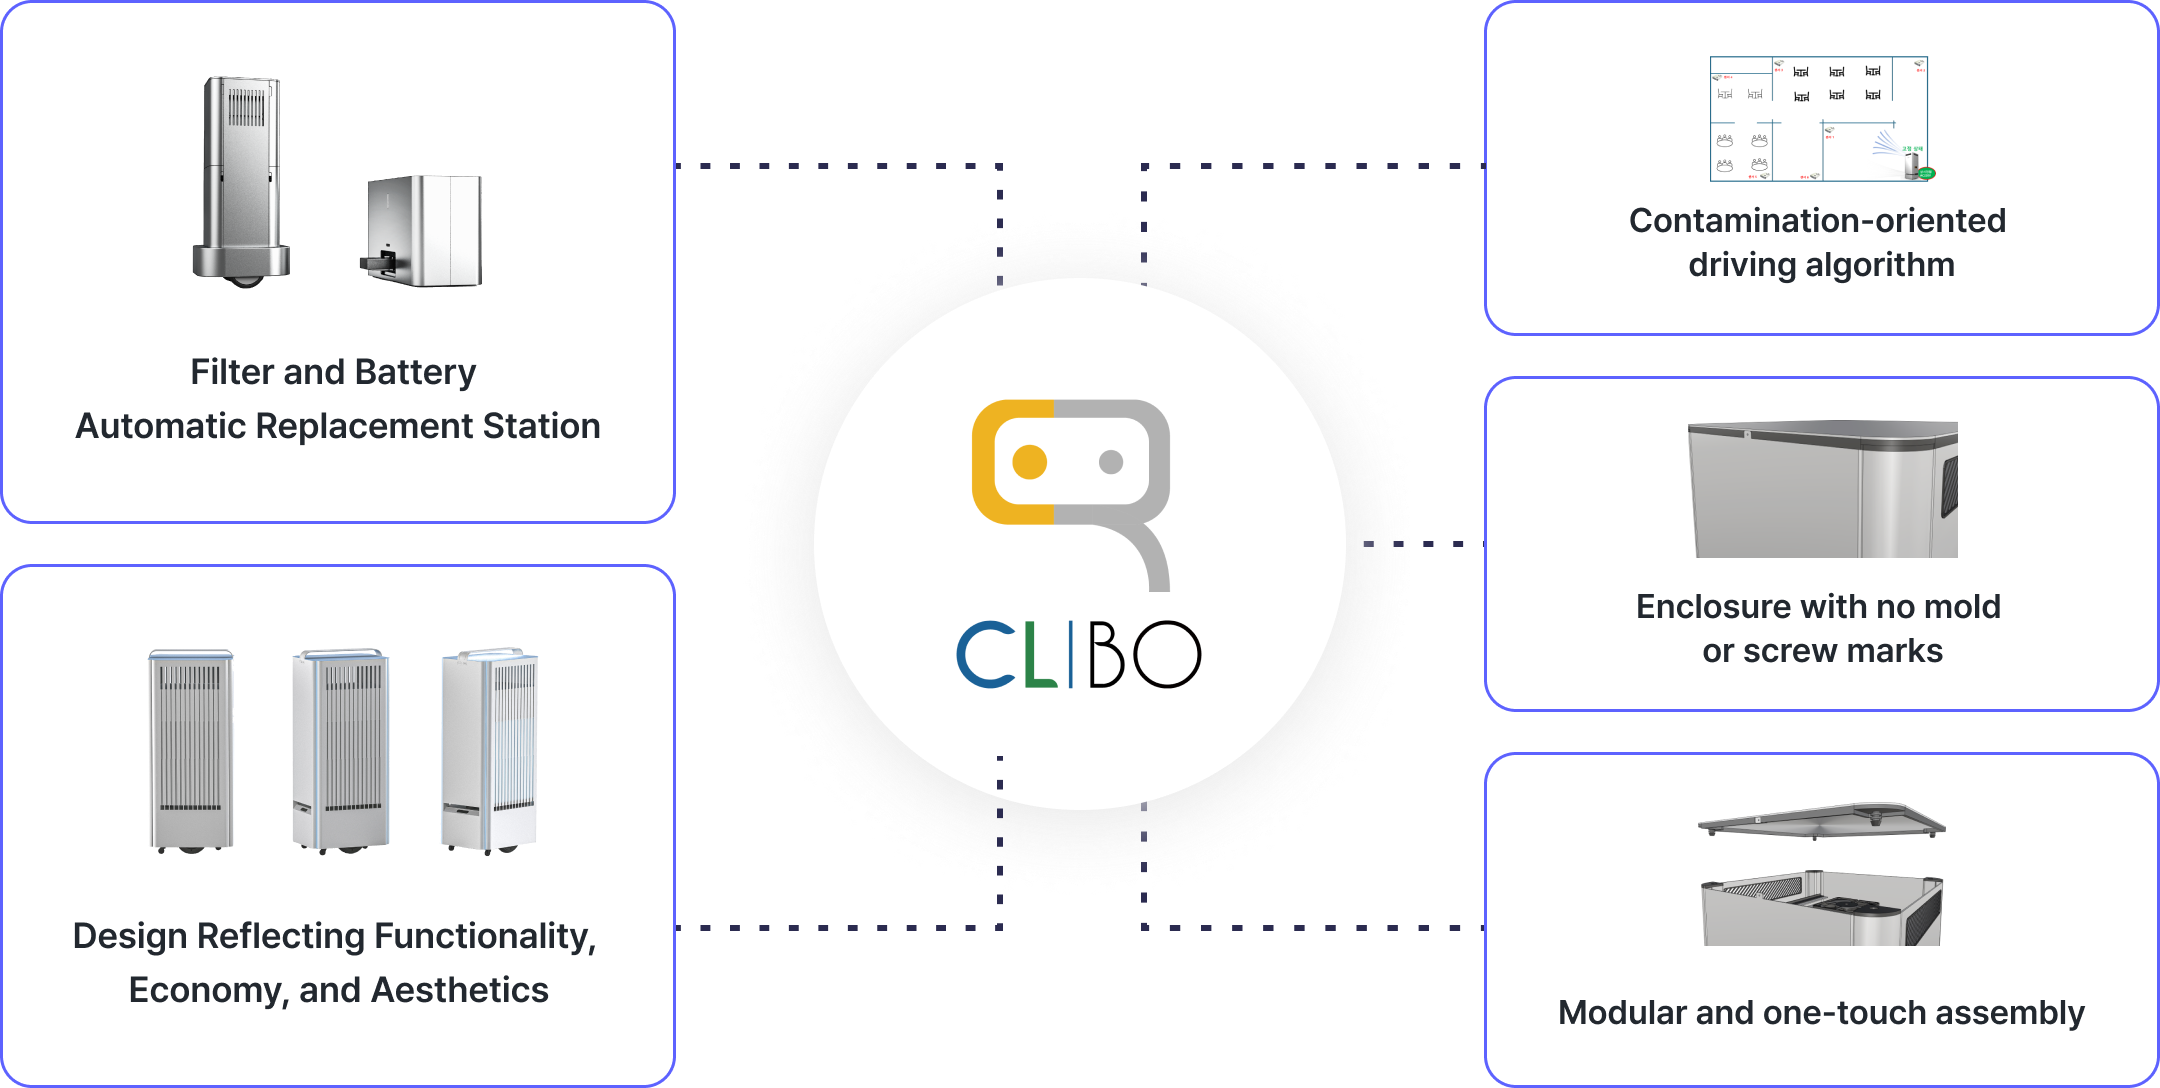 Filter and Battery
Automatic Replacement Station
Design Reflecting Functionality,
Economy, and Aesthetics
CLIBO
Contamination-oriented
driving algorithm
Enclosure with no mold
or screw marks
Modular and one-touch assembly